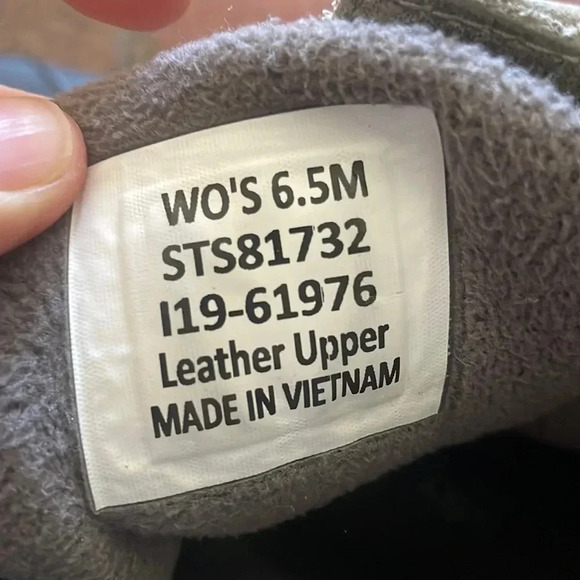 WO'S 6.5M
STS81732
I19-61976
Leather Upper
MADE IN VIETNAM